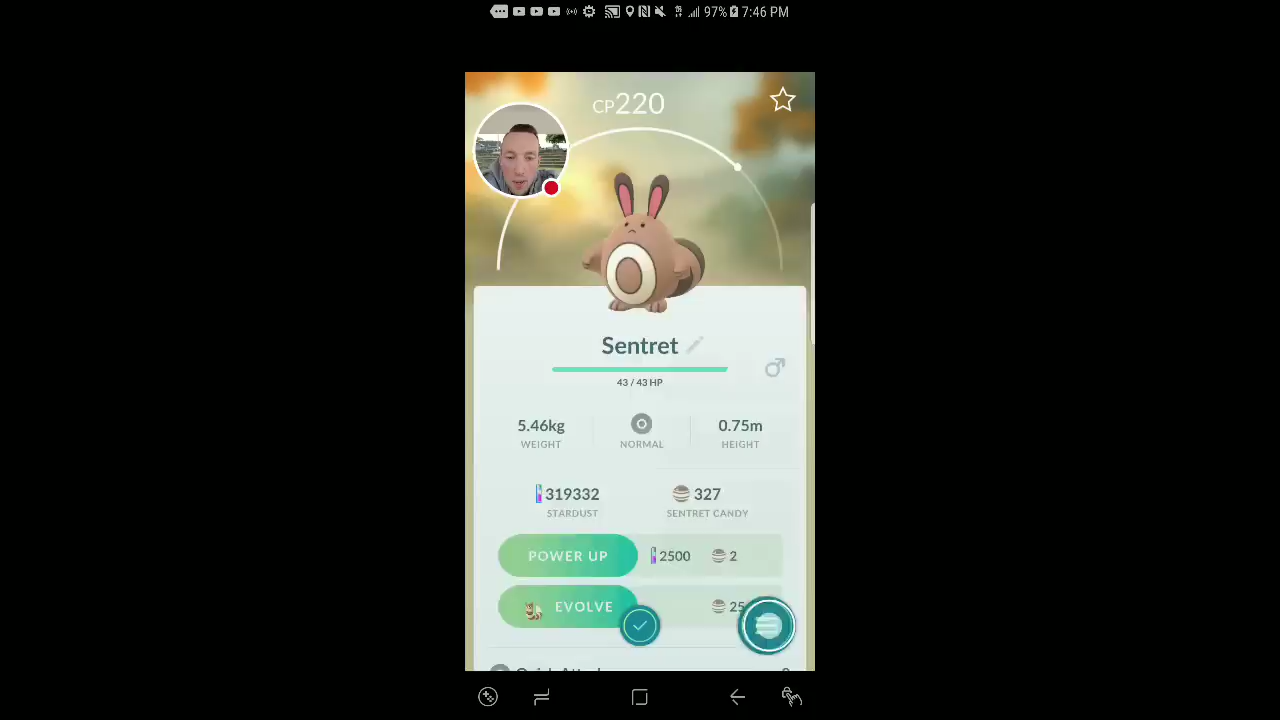 97% 7:46 PM
CP220
Sentret
43 / 43 HP
5.46kg
WEIGHT
NORMAL
0.75m
HEIGHT
319332
STARDUST
327
SENTRET CANDY
POWER UP
2500
2
EVOLVE
25